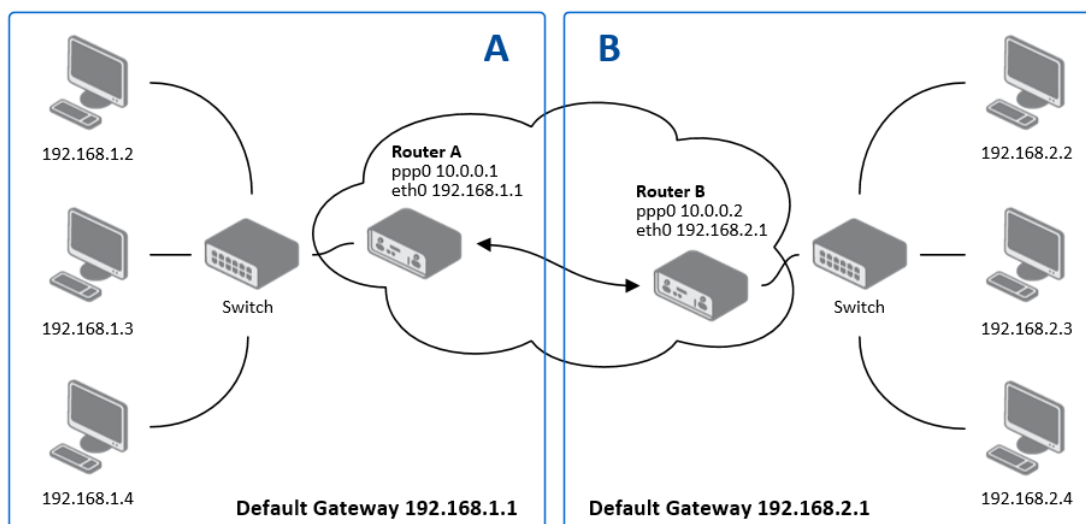 A
B
192.168.1.2
192.168.2.2
Router A
ppp0 10.0.0.1
eth0 192.168.1.1
Router B
ppp0 10.0.0.2
eth0 192.168.2.1
Switch
Switch
192.168.1.3
192.168.2.3
192.168.1.4
192.168.2.4
Default Gateway 192.168.1.1
Default Gateway 192.168.2.1